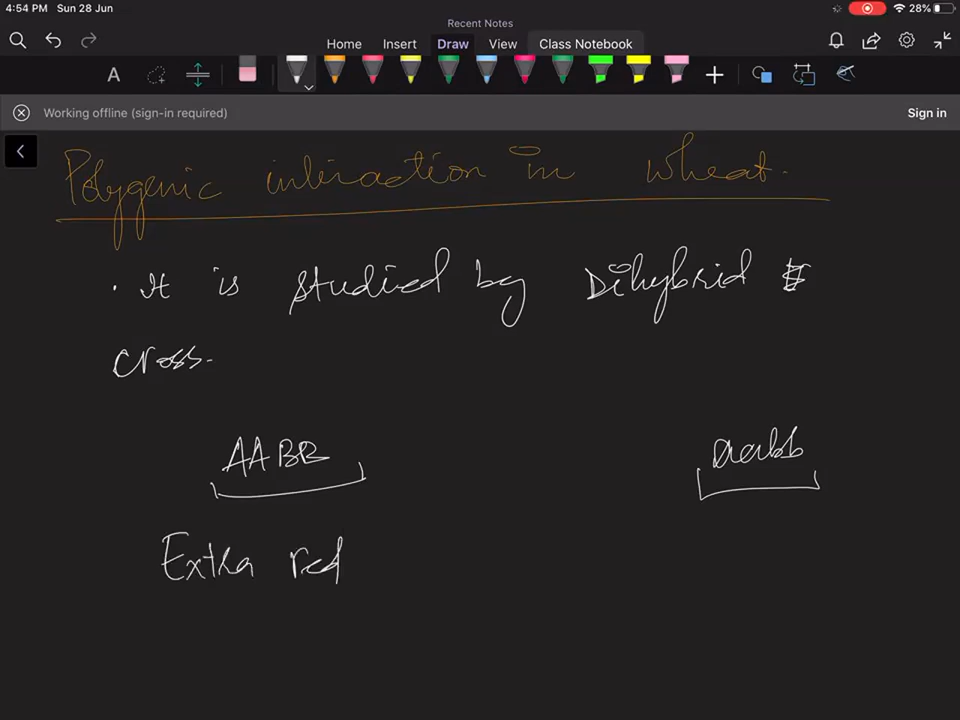 4:54 PM Sun 28 Jun 28%
Recent Notes
Home Insert Draw View Class Notebook
A
Working offline (sign-in required) Sign in
Polygenic interaction in wheat.
· It is studied by Dihybrid
cross.
AABB aabb
Extra red